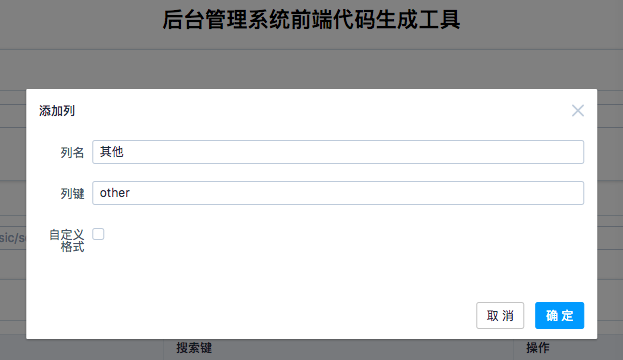 后台管理系统前端代码生成工具
添加列
列名 其他
列键 other
自定义
格式
取 消 确 定
搜索键 操作